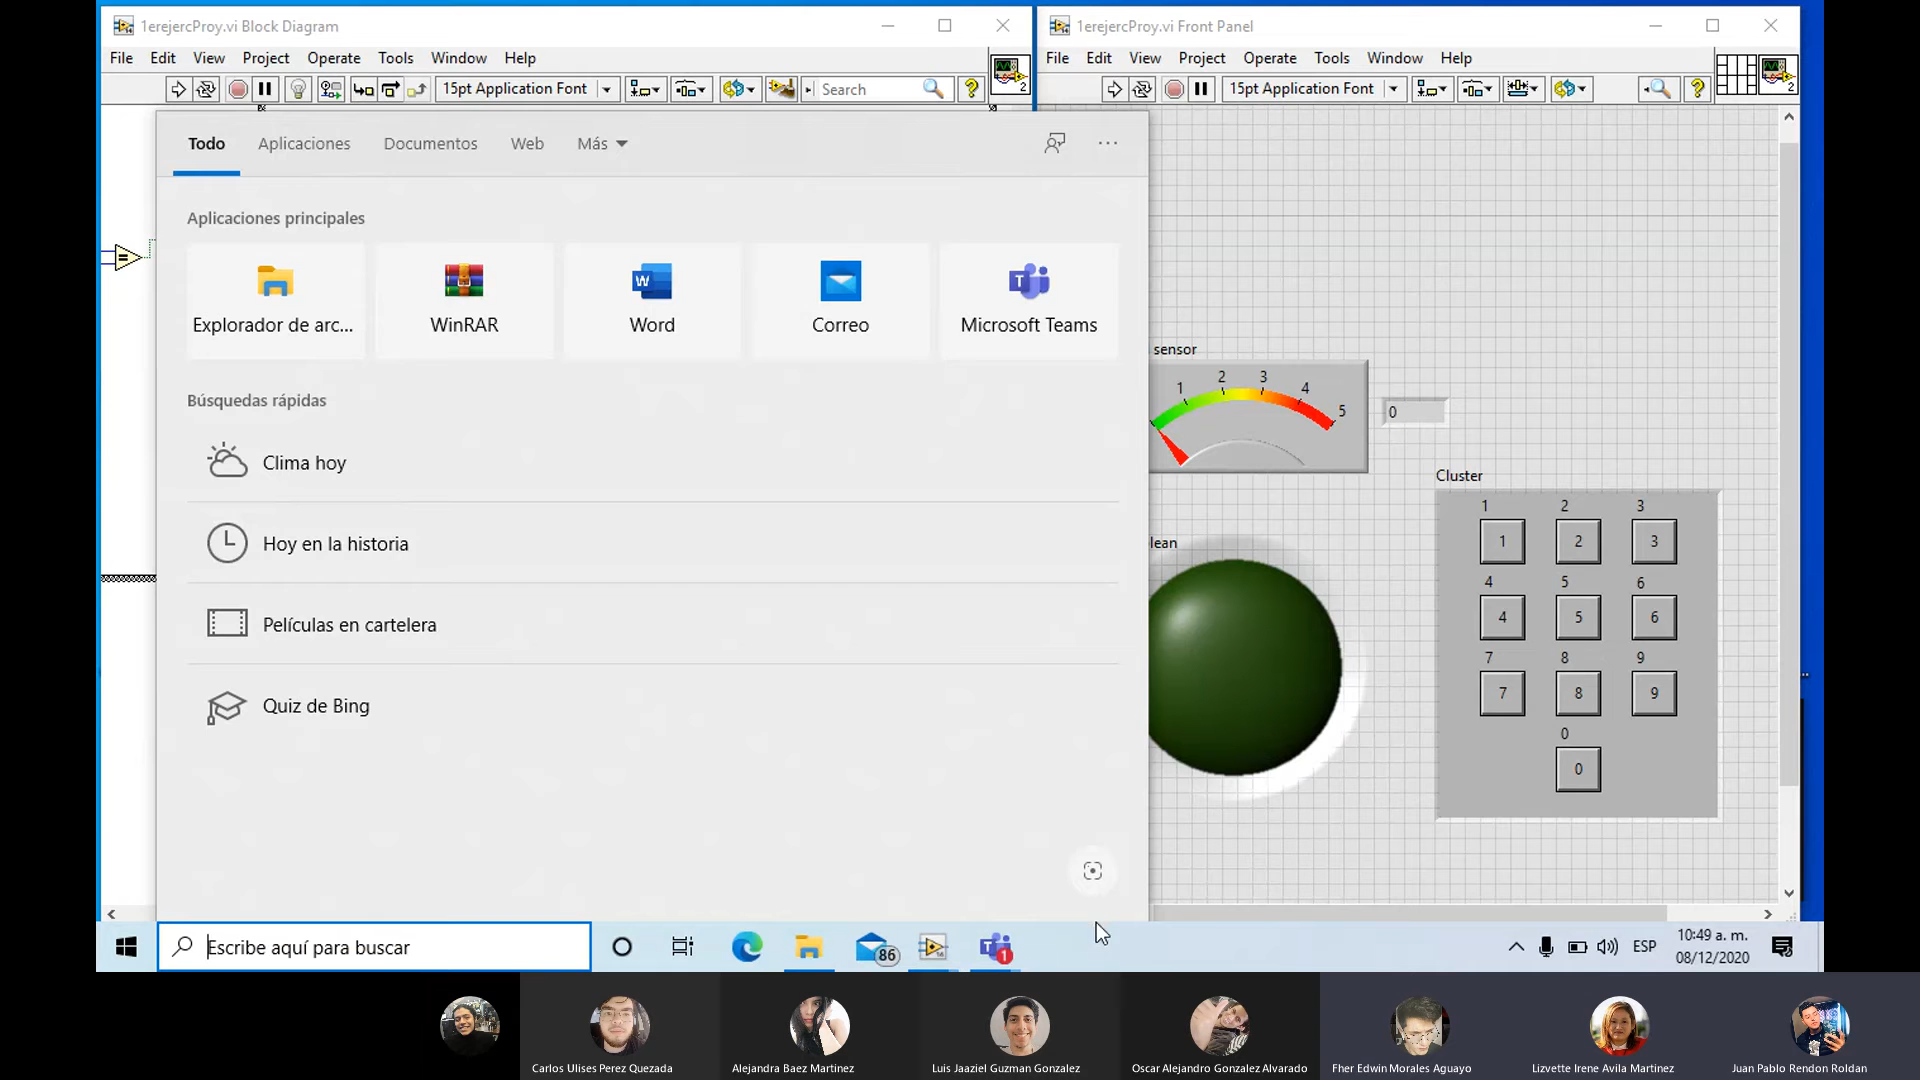 1erejercProy.vi Block Diagram
File Edit View Project Operate Tools Window Help
15pt Application Font
Search
1erejercProy.vi Front Panel
File Edit View Project Operate Tools Window Help
15pt Application Font
2
2
Todo Aplicaciones Documentos Web Más
Aplicaciones principales
Explorador de arc... WinRAR Word Correo Microsoft Teams
Búsquedas rápidas
Clima hoy
Hoy en la historia
Películas en cartelera
Quiz de Bing
sensor
1 2 3 4 5
0
lean
Cluster
1 2 3
1 2 3
4 5 6
4 5 6
7 8 9
7 8 9
0
0
Escribe aquí para buscar
86
1
ESP
10:49 a. m.
08/12/2020
Carlos Ulises Perez Quezada
Alejandra Baez Martinez
Luis Jaaziel Guzman Gonzalez
Oscar Alejandro Gonzalez Alvarado
Fher Edwin Morales Aguayo
Lizvette Irene Avila Martinez
Juan Pablo Rendon Roldan